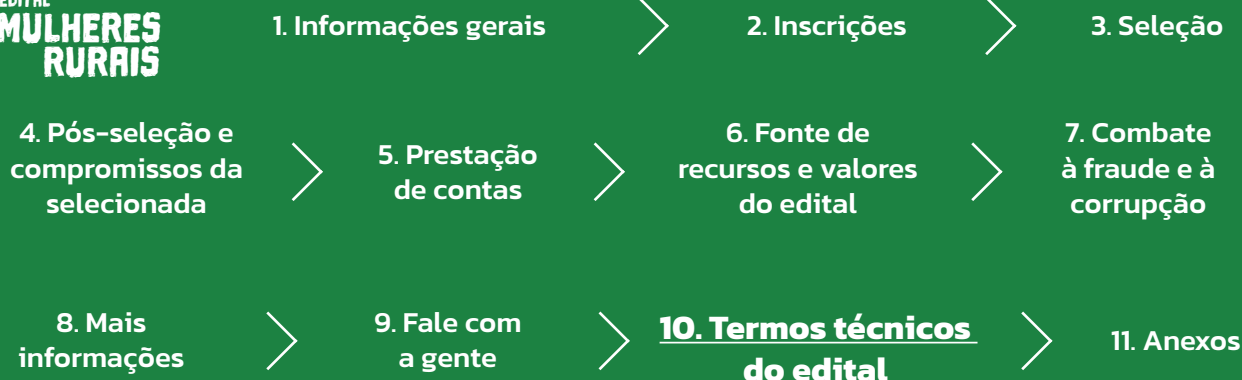 EDITAL
MULHERES
RURAIS
1. Informações gerais
2. Inscrições
3. Seleção
4. Pós-seleção e
compromissos da
selecionada
5. Prestação
de contas
6. Fonte de
recursos e valores
do edital
7. Combate
à fraude e à
corrupção
8. Mais
informações
9. Fale com
a gente
10. Termos técnicos
do edital
11. Anexos